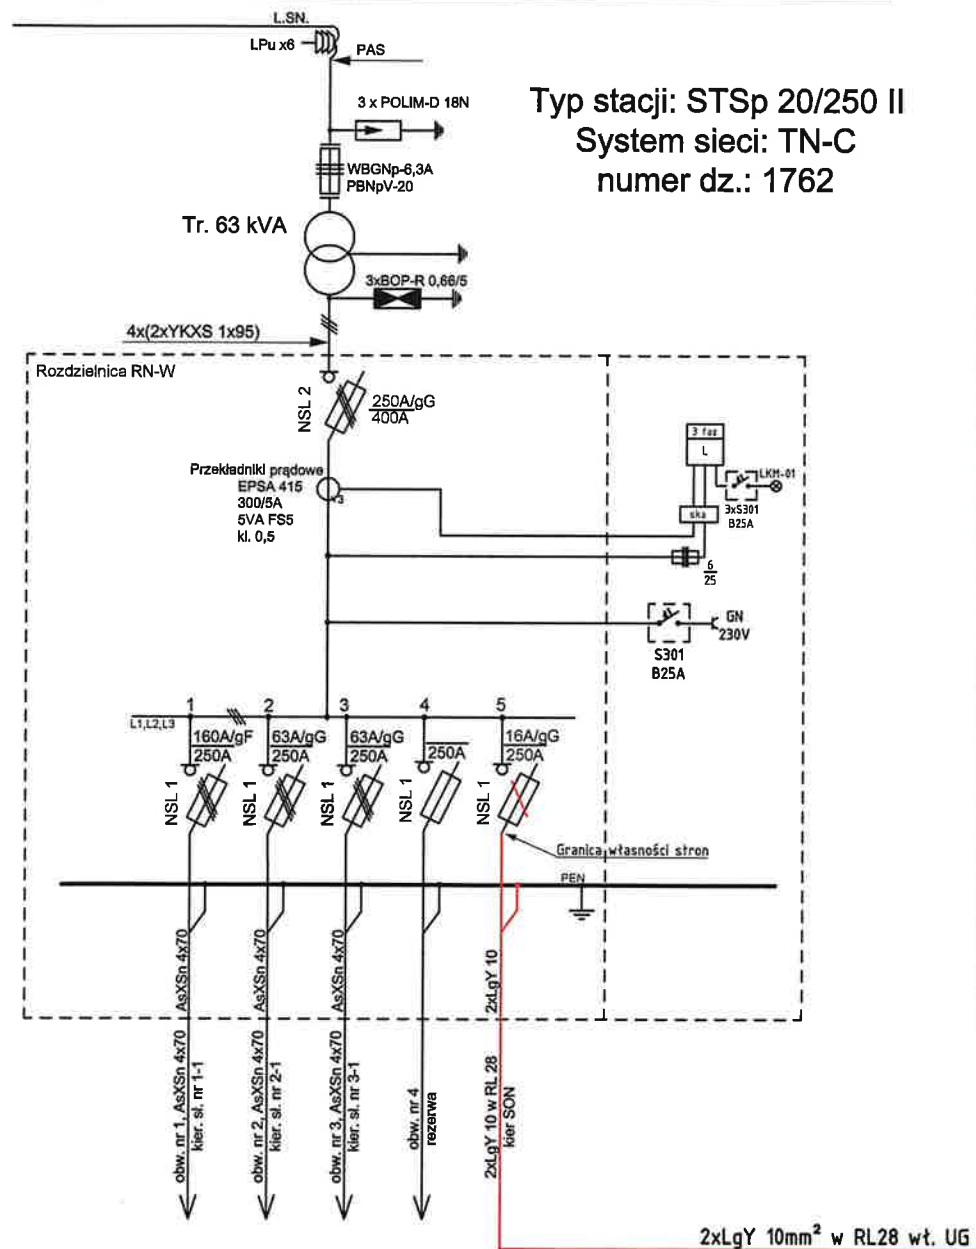 L.SN.
LPu x6
PAS
3 x POLIM-D 18N
Typ stacji: STSp 20/250 II
System sieci: TN-C
numer dz.: 1762
WBGNp-6,3A
PBNpV-20
Tr. 63 kVA
3xBOP-R 0,66/5
4x(2xYKXS 1x95)
Rozdzielnica RN-W
NSL 2
250A/gG
400A
3 faz
L
LKM-01
3xS301
B25A
ska
Przekładniki prądowe
EPSA 415
x3
300/5A
5VA FS5
kl. 0,5
6
25
GN
230V
S301
B25A
L1,L2,L3
1
2
3
4
5
160A/gF
250A
63A/gG
250A
63A/gG
250A
250A
16A/gG
250A
NSL 1
NSL 1
NSL 1
NSL 1
NSL 1
Granica własności stron
PEN
AsXSn 4x70
AsXSn 4x70
AsXSn 4x70
2xLgY 10
obw. nr 1, AsXSn 4x70
kier. sł. nr 1-1
obw. nr 2, AsXSn 4x70
kier. sł. nr 2-1
obw. nr 3, AsXSn 4x70
kier. sł. nr 3-1
obw. nr 4
rezerwa
2xLgY 10 w RL 28
kier SON
2xLgY 10mm² w RL28 wł. UG